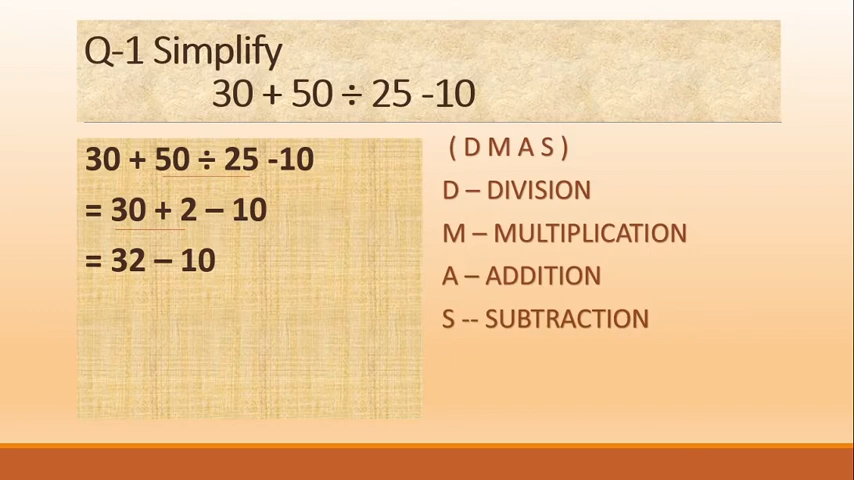 Q-1 Simplify
30 + 50 ÷ 25 -10
30 + 50 ÷ 25 -10
= 30 + 2 – 10
= 32 – 10
( D M A S )
D – DIVISION
M – MULTIPLICATION
A – ADDITION
S -- SUBTRACTION